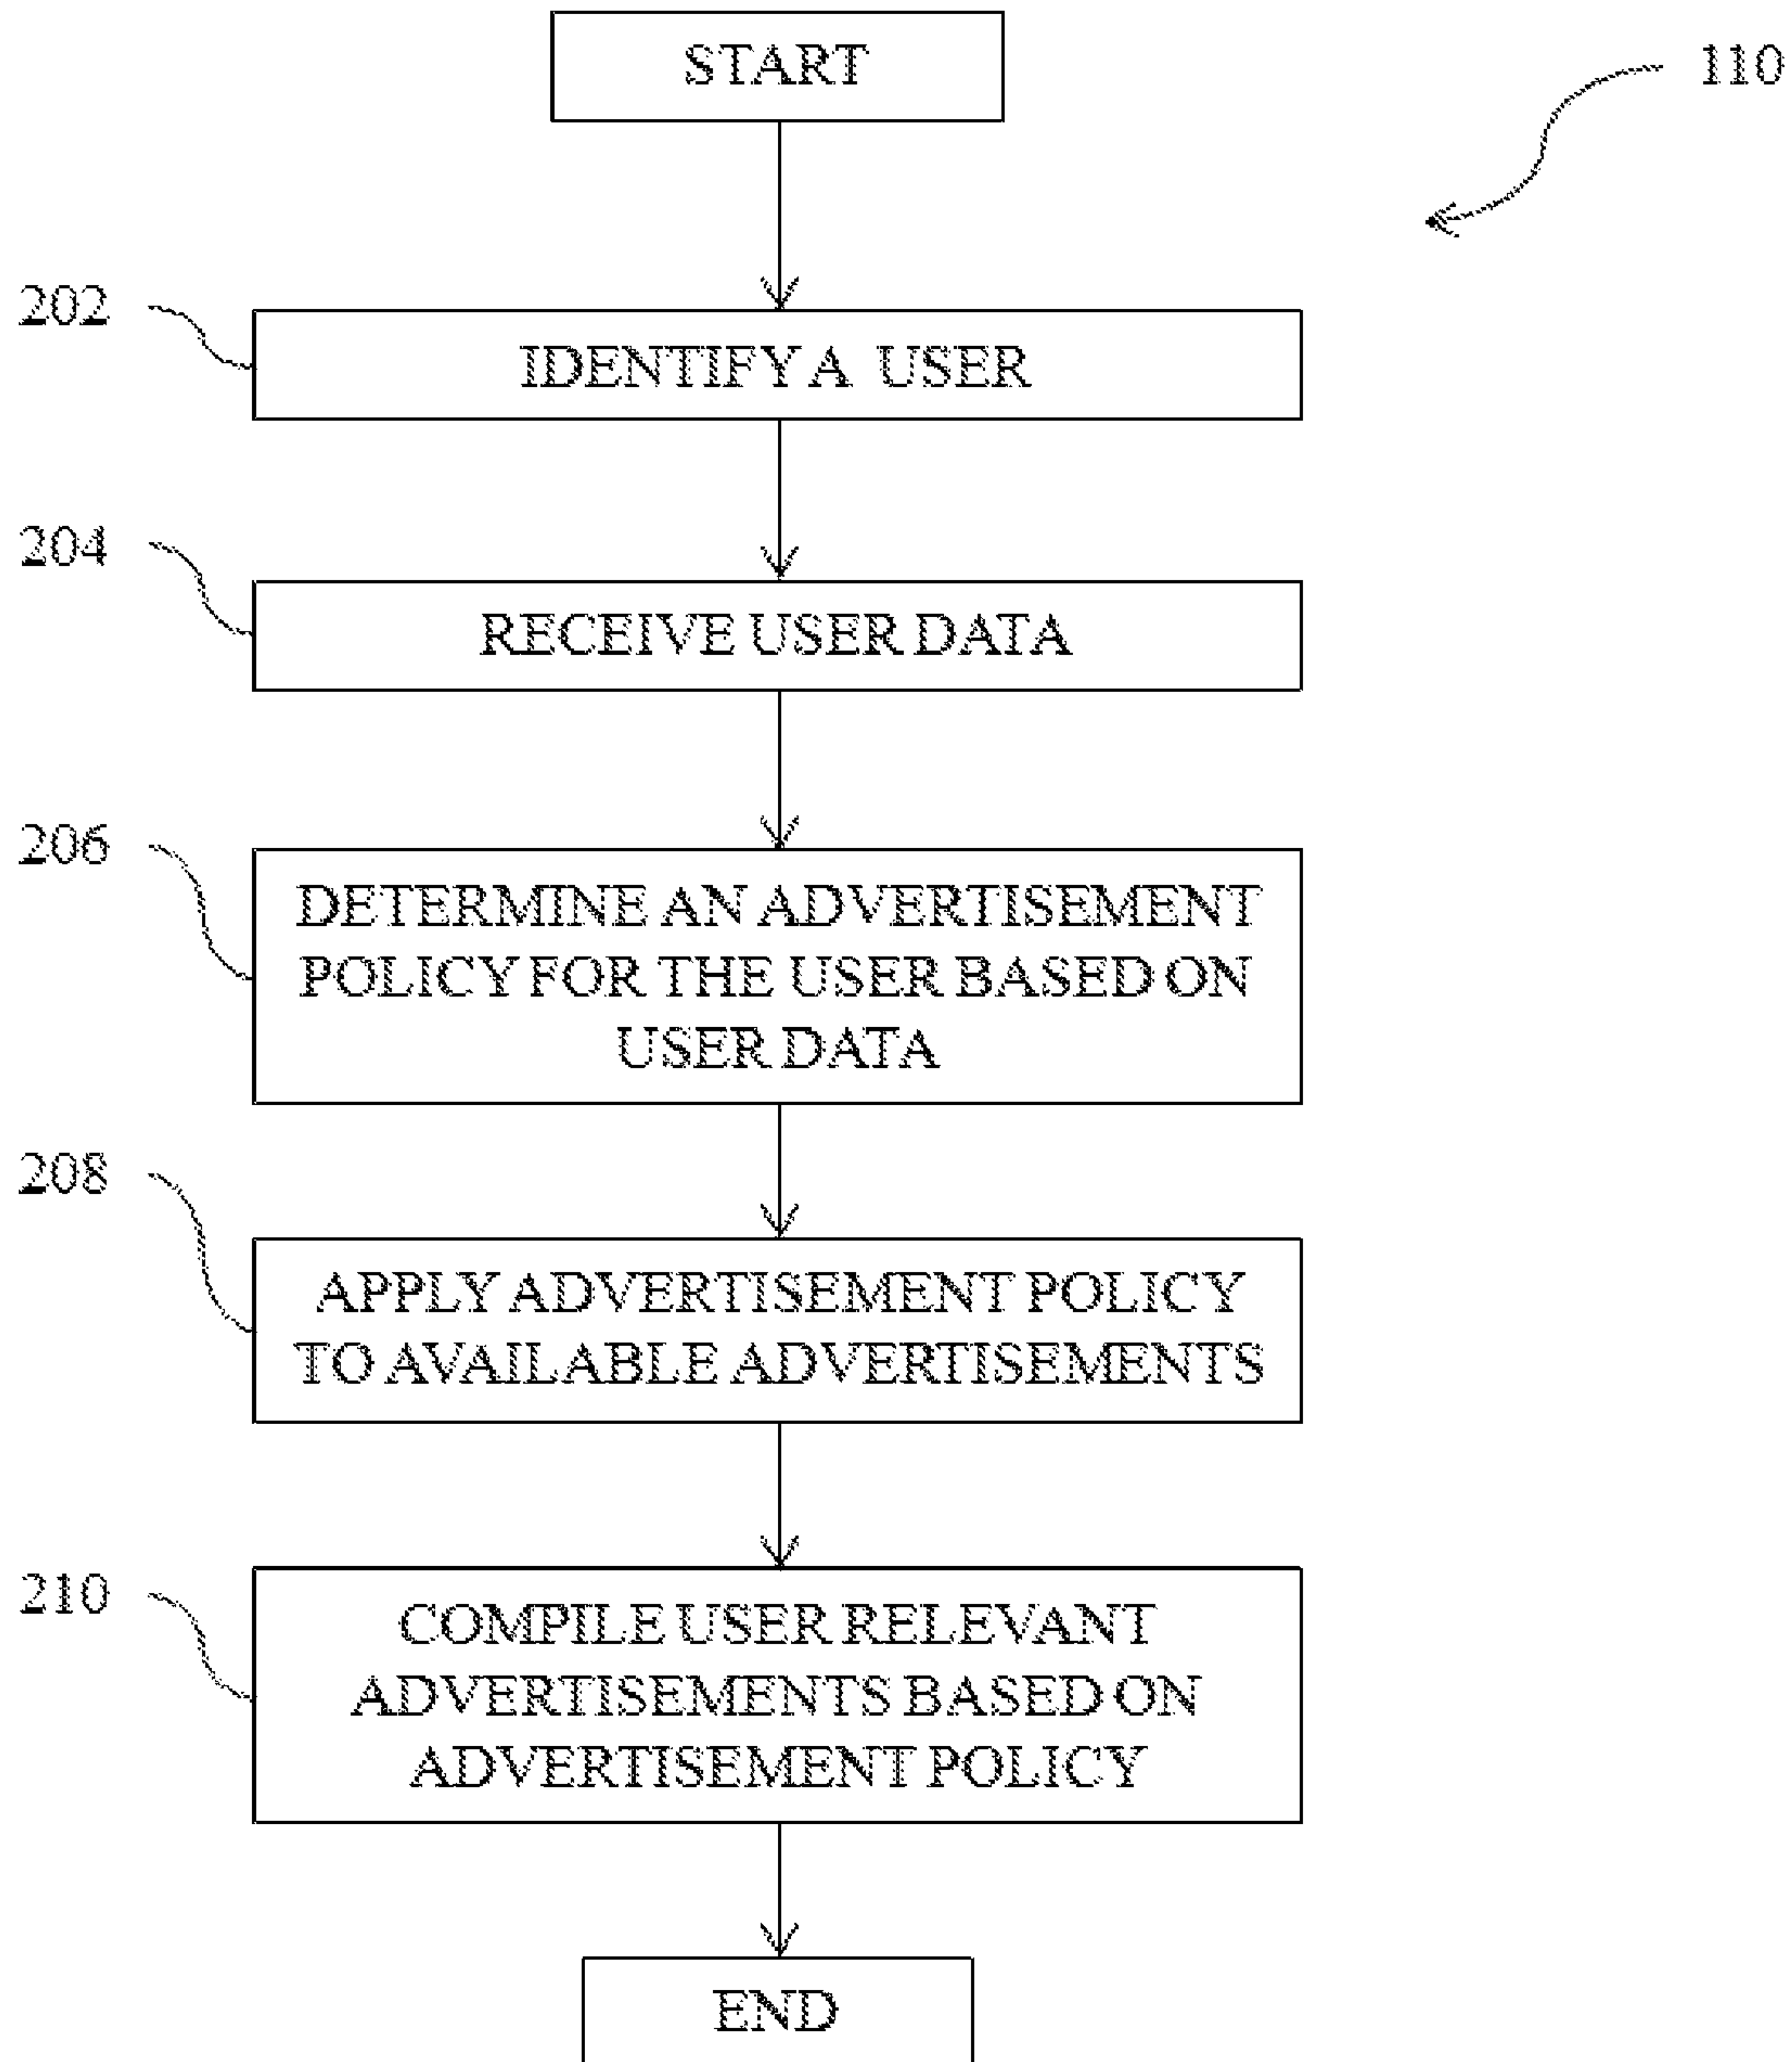 START
110
202
IDENTIFY A USER
204
RECEIVE USER DATA
206
DETERMINE AN ADVERTISEMENT
POLICY FOR THE USER BASED ON
USER DATA
208
APPLY ADVERTISEMENT POLICY
TO AVAILABLE ADVERTISEMENTS
210
COMPILE USER RELEVANT
ADVERTISEMENTS BASED ON
ADVERTISEMENT POLICY
END